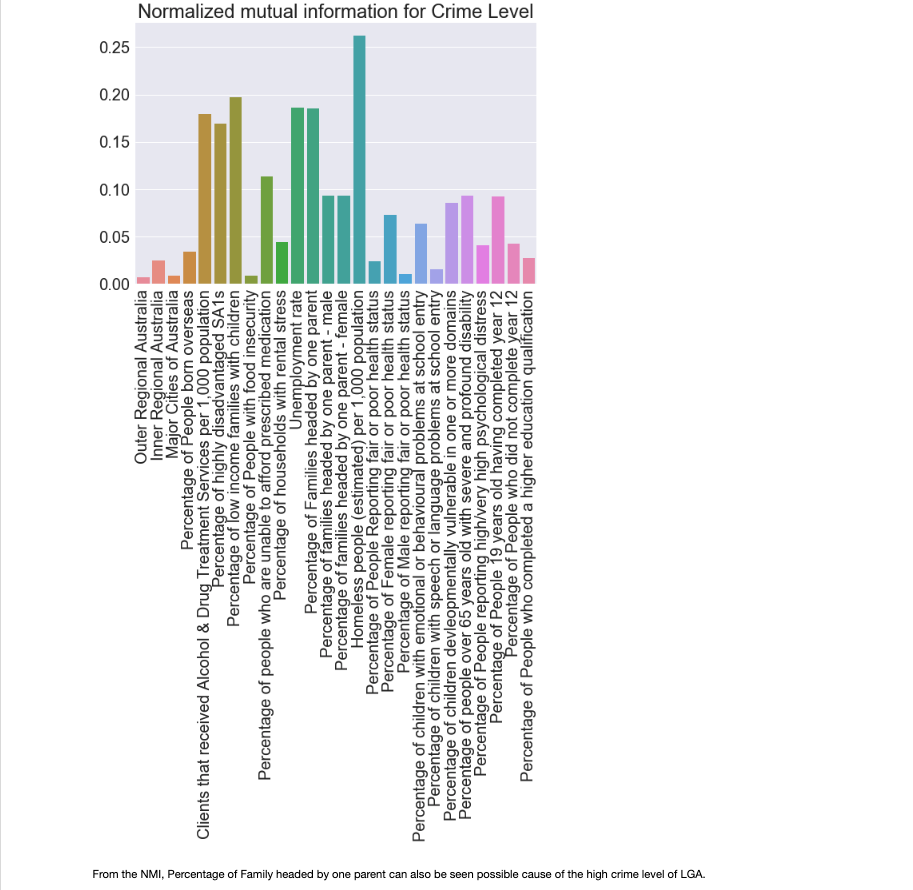 Normalized mutual information for Crime Level
0.25
0.20
0.15
0.10
0.05
0.00
Outer Regional Australia
Inner Regional Australia
Major Cities of Australia
Percentage of People born overseas
Clients that received Alcohol & Drug Treatment Services per 1,000 population
Percentage of highly disadvantaged SA1s
Percentage of low income families with children
Percentage of People with food insecurity
Percentage of people who are unable to afford prescribed medication
Percentage of households with rental stress
Unemployment rate
Percentage of Families headed by one parent
Percentage of families headed by one parent - male
Percentage of families headed by one parent - female
Homeless people (estimated) per 1,000 population
Percentage of People Reporting fair or poor health status
Percentage of Female reporting fair or poor health status
Percentage of Male reporting fair or poor health status
Percentage of children with emotional or behavioural problems at school entry
Percentage of children with speech or language problems at school entry
Percentage of children devleopmentally vulnerable in one or more domains
Percentage of people over 65 years old with severe and profound disability
Percentage of People reporting high/very high psychological distress
Percentage of People 19 years old having completed year 12
Percentage of People who did not complete year 12
Percentage of People who completed a higher education qualification
From the NMI, Percentage of Family headed by one parent can also be seen possible cause of the high crime level of LGA.